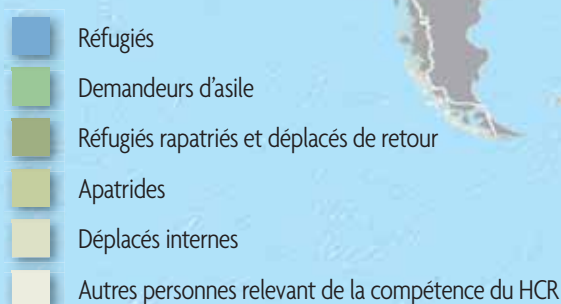 Réfugiés
Demandeurs d'asile
Réfugiés rapatriés et déplacés de retour
Apatrides
Déplacés internes
Autres personnes relevant de la compétence du HCR